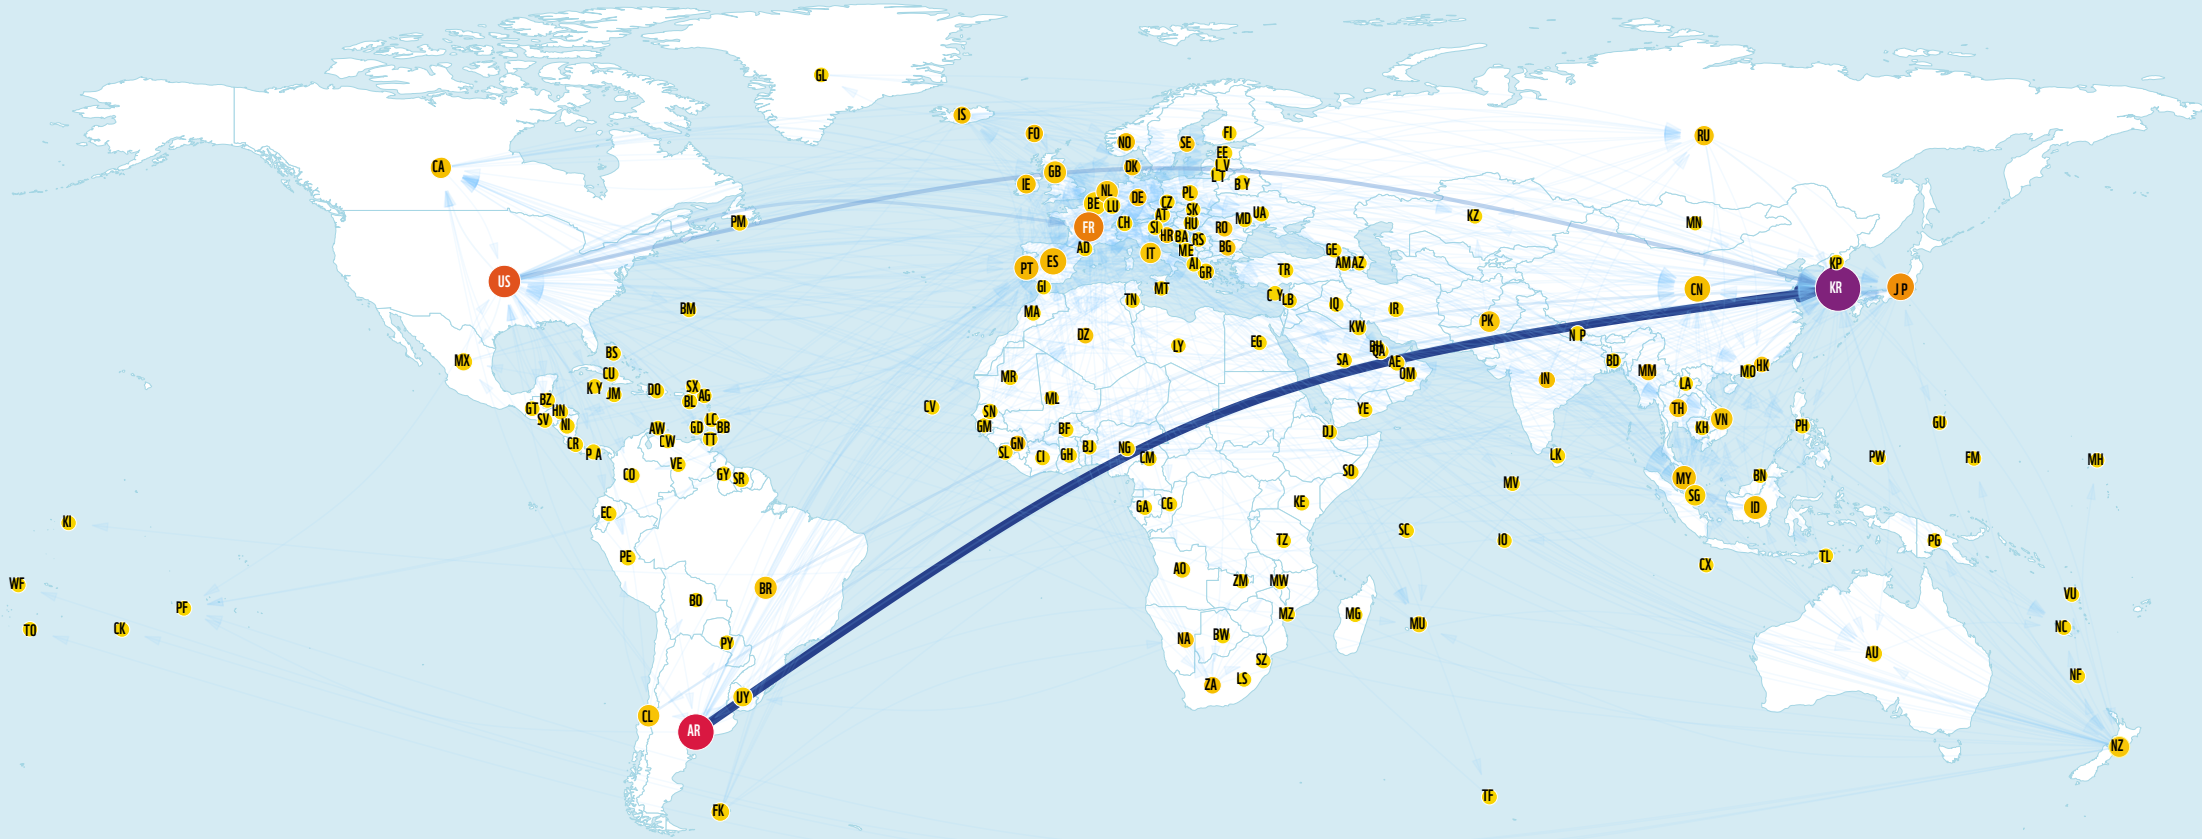 GL
IS
FO
NO
SE
FI
RU
EE
LV
CA
GB
DK
LT
IE
NL
DE
PL
BY
BE
LU
CZ
SK
AT
UA
KZ
PM
FR
CH
SI
HU
RO
MD
MN
HR
BA
RS
AD
IT
ME
BG
GE
PT
ES
AL
GR
TR
AM
AZ
KP
US
GI
MT
CY
LB
CN
KR
JP
BM
MA
TN
IQ
IR
DZ
LY
EG
KW
PK
NP
BS
MX
BH
QA
SA
AE
OM
BD
MO
HK
CU
KY
JM
DO
SX
AG
BL
MR
ML
IN
MM
LA
BZ
GT
HN
SV
NI
CV
SN
GM
YE
TH
VN
KH
PH
GU
LC
GD
BB
AW
CW
TT
CR
PA
BF
GN
SL
CI
GH
BJ
NG
CM
DJ
LK
PW
FM
MH
CO
VE
GY
SR
SO
MV
MY
SG
BN
ID
EC
GA
CG
KE
KI
PE
SC
IO
TZ
PG
CX
TL
WF
AO
ZM
MW
BR
BO
PF
VU
TO
CK
MZ
MG
MU
NC
PY
NA
BW
SZ
AU
NF
ZA
LS
UY
CL
AR
NZ
FK
TF